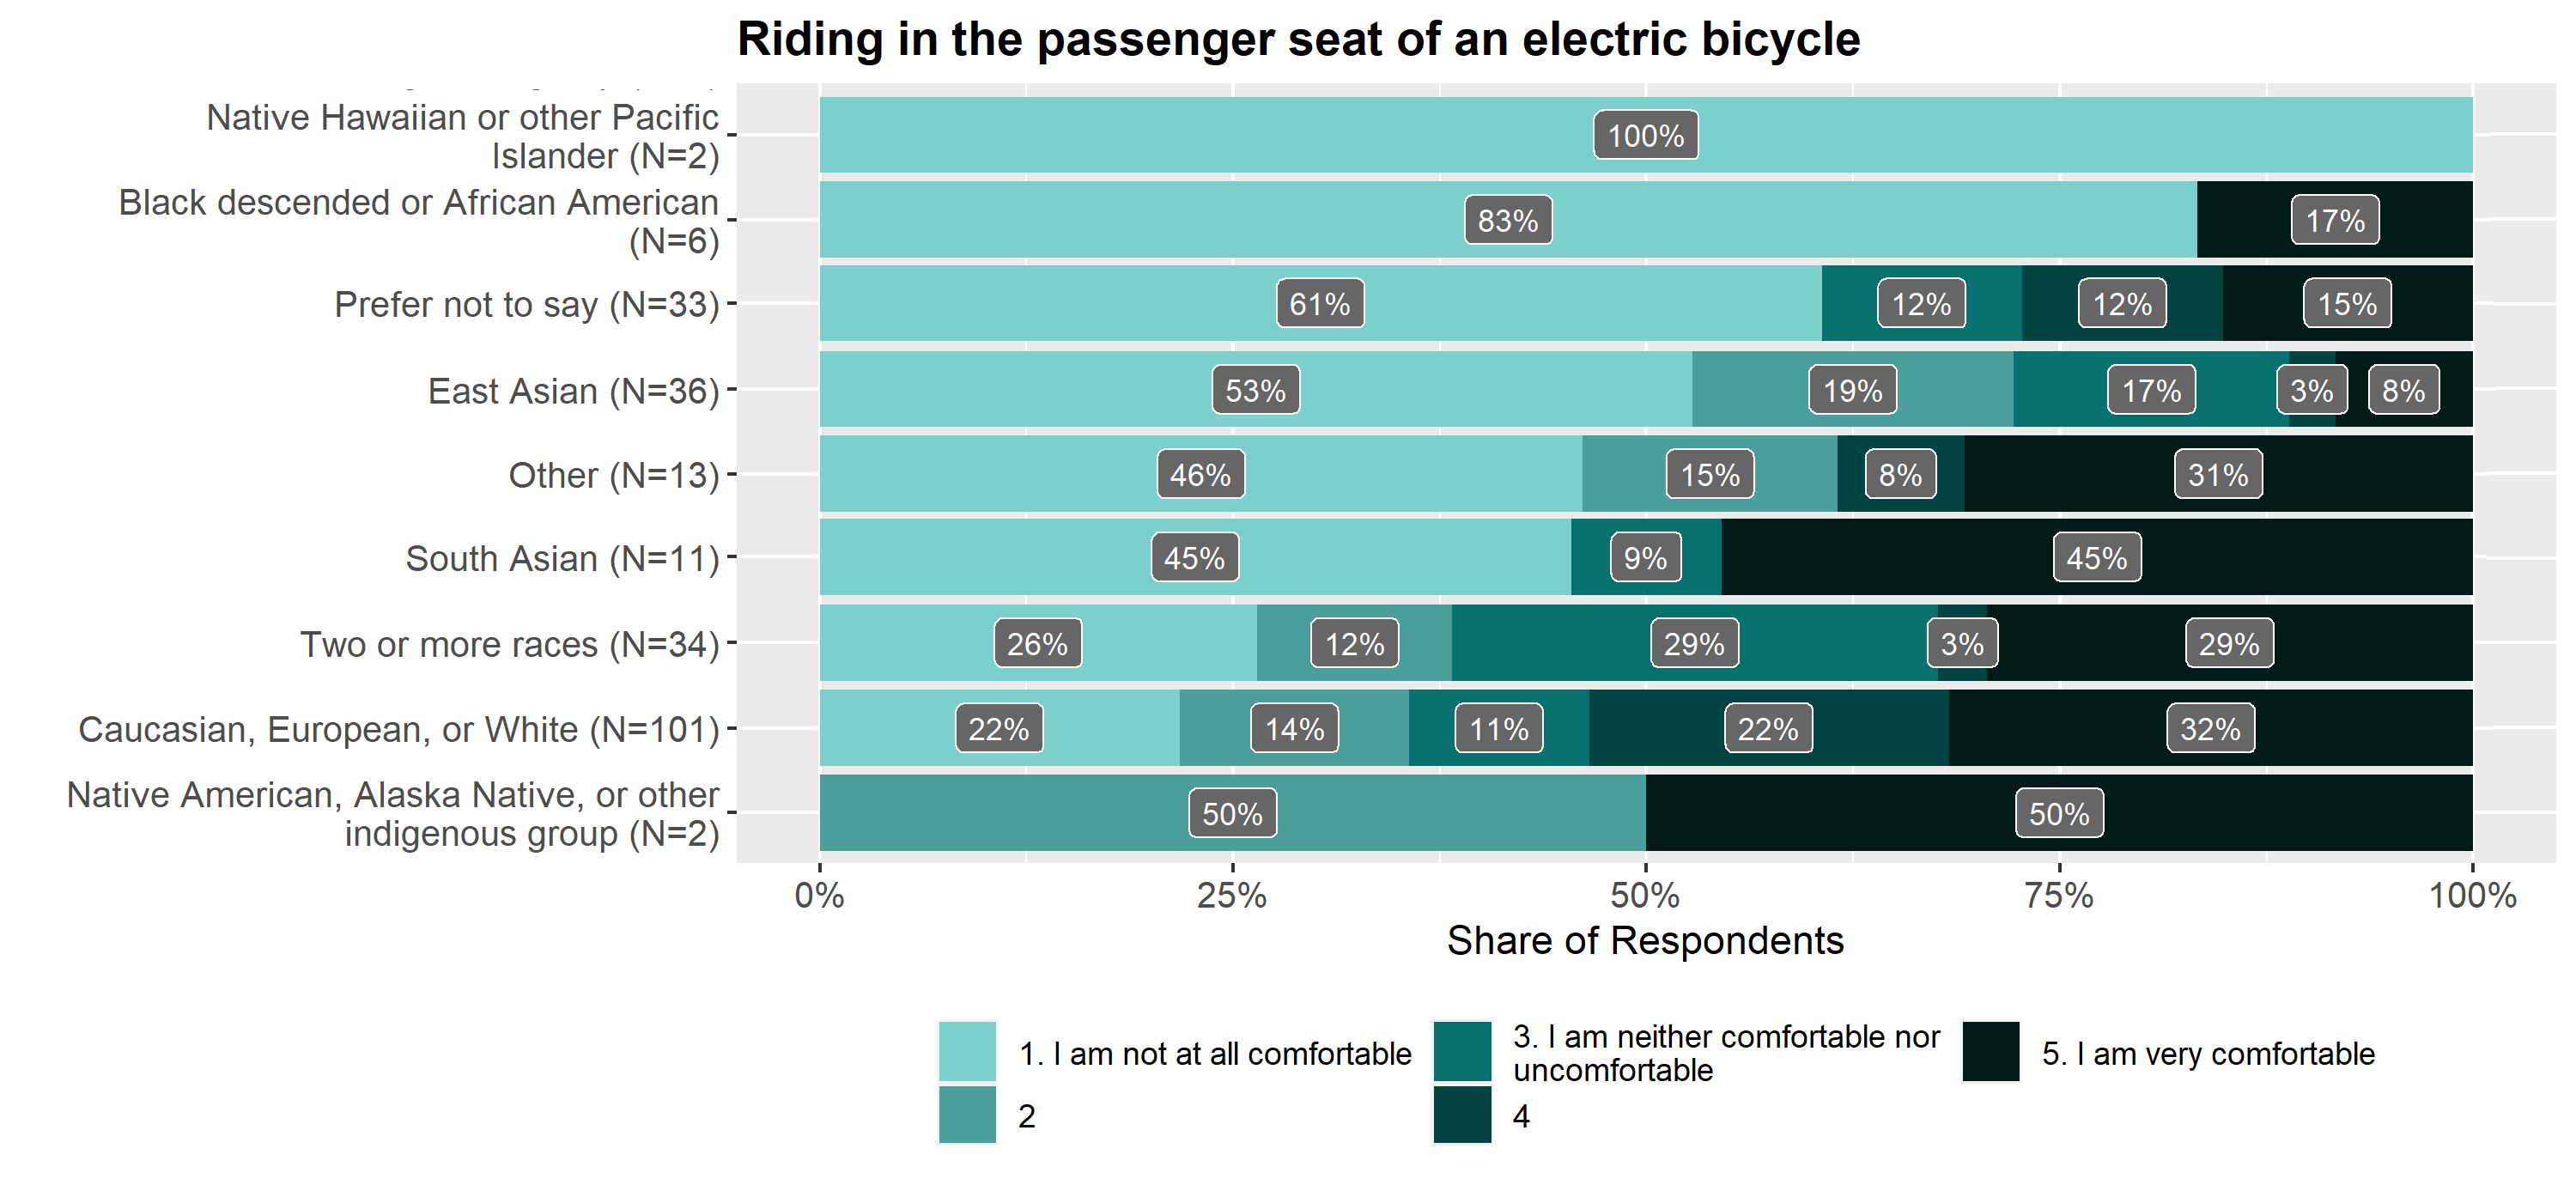 Riding in the passenger seat of an electric bicycle
Native Hawaiian or other Pacific
Islander (N=2)
100%
Black descended or African American
(N=6)
83% 17%
Prefer not to say (N=33)
61% 12% 12% 15%
East Asian (N=36)
53% 19% 17% 3% 8%
Other (N=13)
46% 15% 8% 31%
South Asian (N=11)
45% 9% 45%
Two or more races (N=34)
26% 12% 29% 3% 29%
Caucasian, European, or White (N=101)
22% 14% 11% 22% 32%
Native American, Alaska Native, or other
indigenous group (N=2)
50% 50%
0% 25% 50% 75% 100%
Share of Respondents
1. I am not at all comfortable
2
3. I am neither comfortable nor
uncomfortable
4
5. I am very comfortable